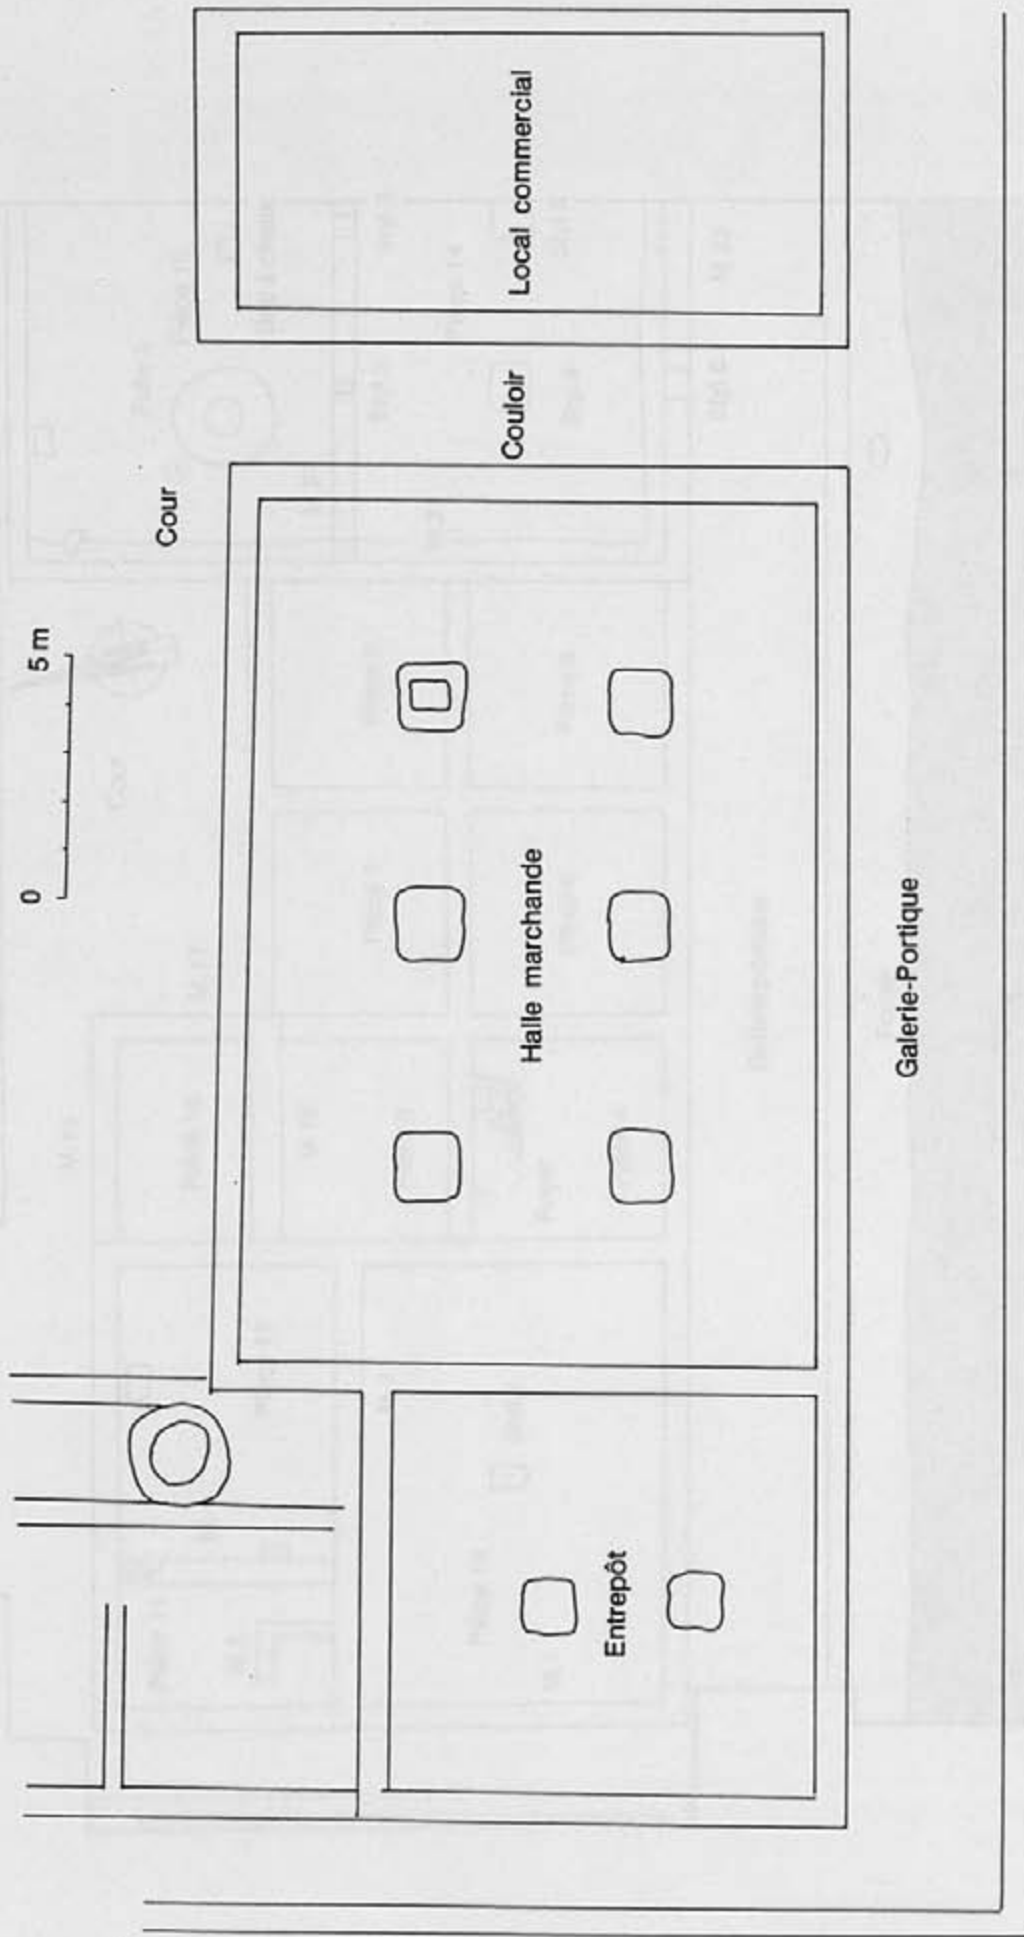 0 5 m
Cour
Local commercial
Couloir
Halle marchande
Entrepôt
Galerie-Portique